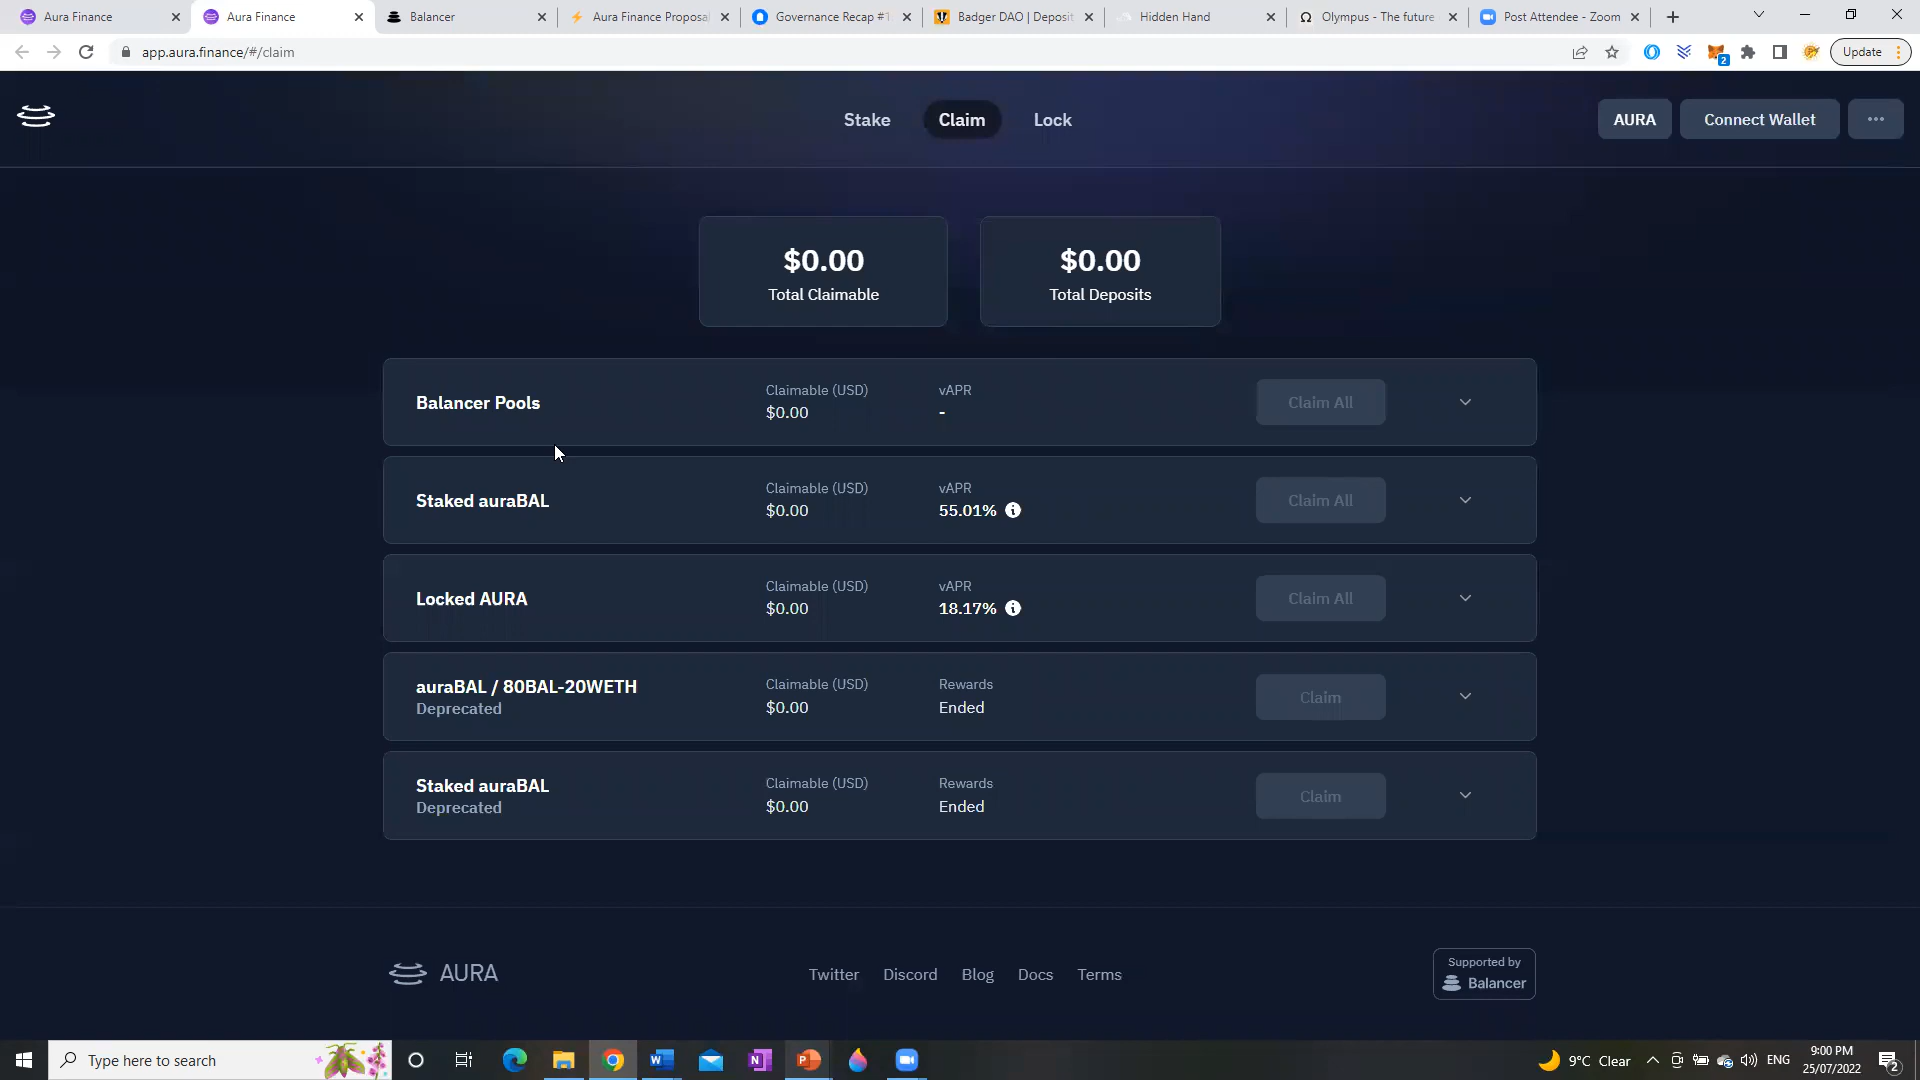 Aura Finance
Aura Finance
Balancer
Aura Finance Proposal
Governance Recap #1
Badger DAO | Deposit
Hidden Hand
Olympus - The future
Post Attendee - Zoom
app.aura.finance/#/claim
2
Update
Stake
Claim
Lock
AURA
Connect Wallet
$0.00
Total Claimable
$0.00
Total Deposits
Balancer Pools
Claimable (USD)
$0.00
vAPR
-
Claim All
Staked auraBAL
Claimable (USD)
$0.00
vAPR
55.01%
Claim All
Locked AURA
Claimable (USD)
$0.00
vAPR
18.17%
Claim All
auraBAL / 80BAL-20WETH
Deprecated
Claimable (USD)
$0.00
Rewards
Ended
Claim
Staked auraBAL
Deprecated
Claimable (USD)
$0.00
Rewards
Ended
Claim
AURA
Twitter
Discord
Blog
Docs
Terms
Supported by
Balancer
Type here to search
9°C Clear
ENG
9:00 PM
25/07/2022
2